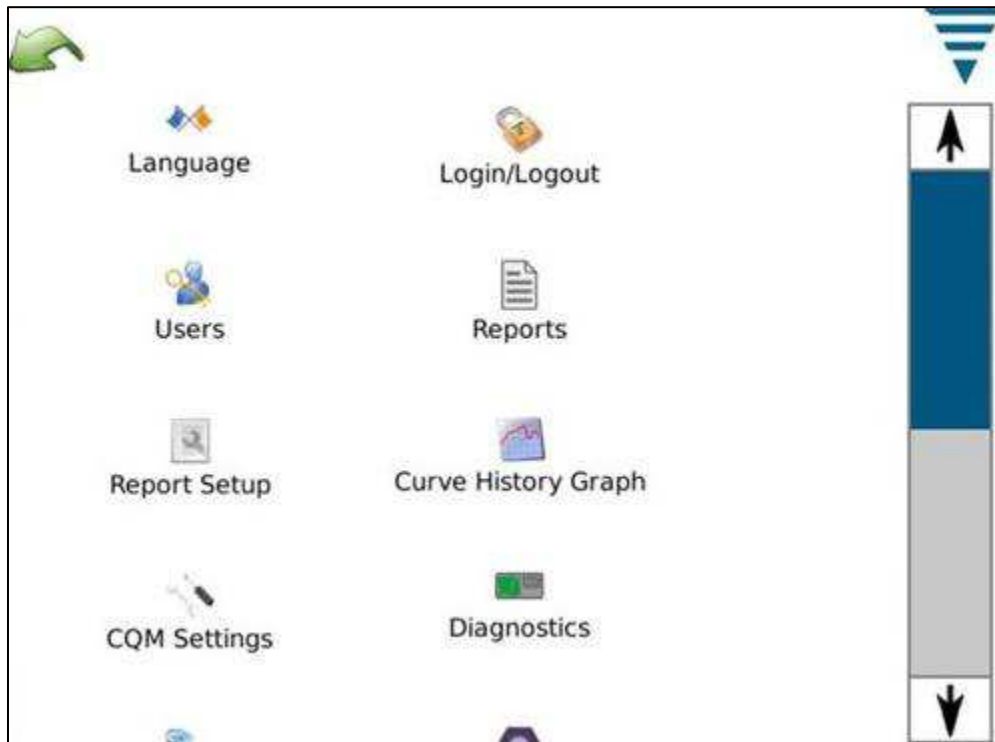 Language
Login/Logout
Users
Reports
Report Setup
Curve History Graph
CQM Settings
Diagnostics